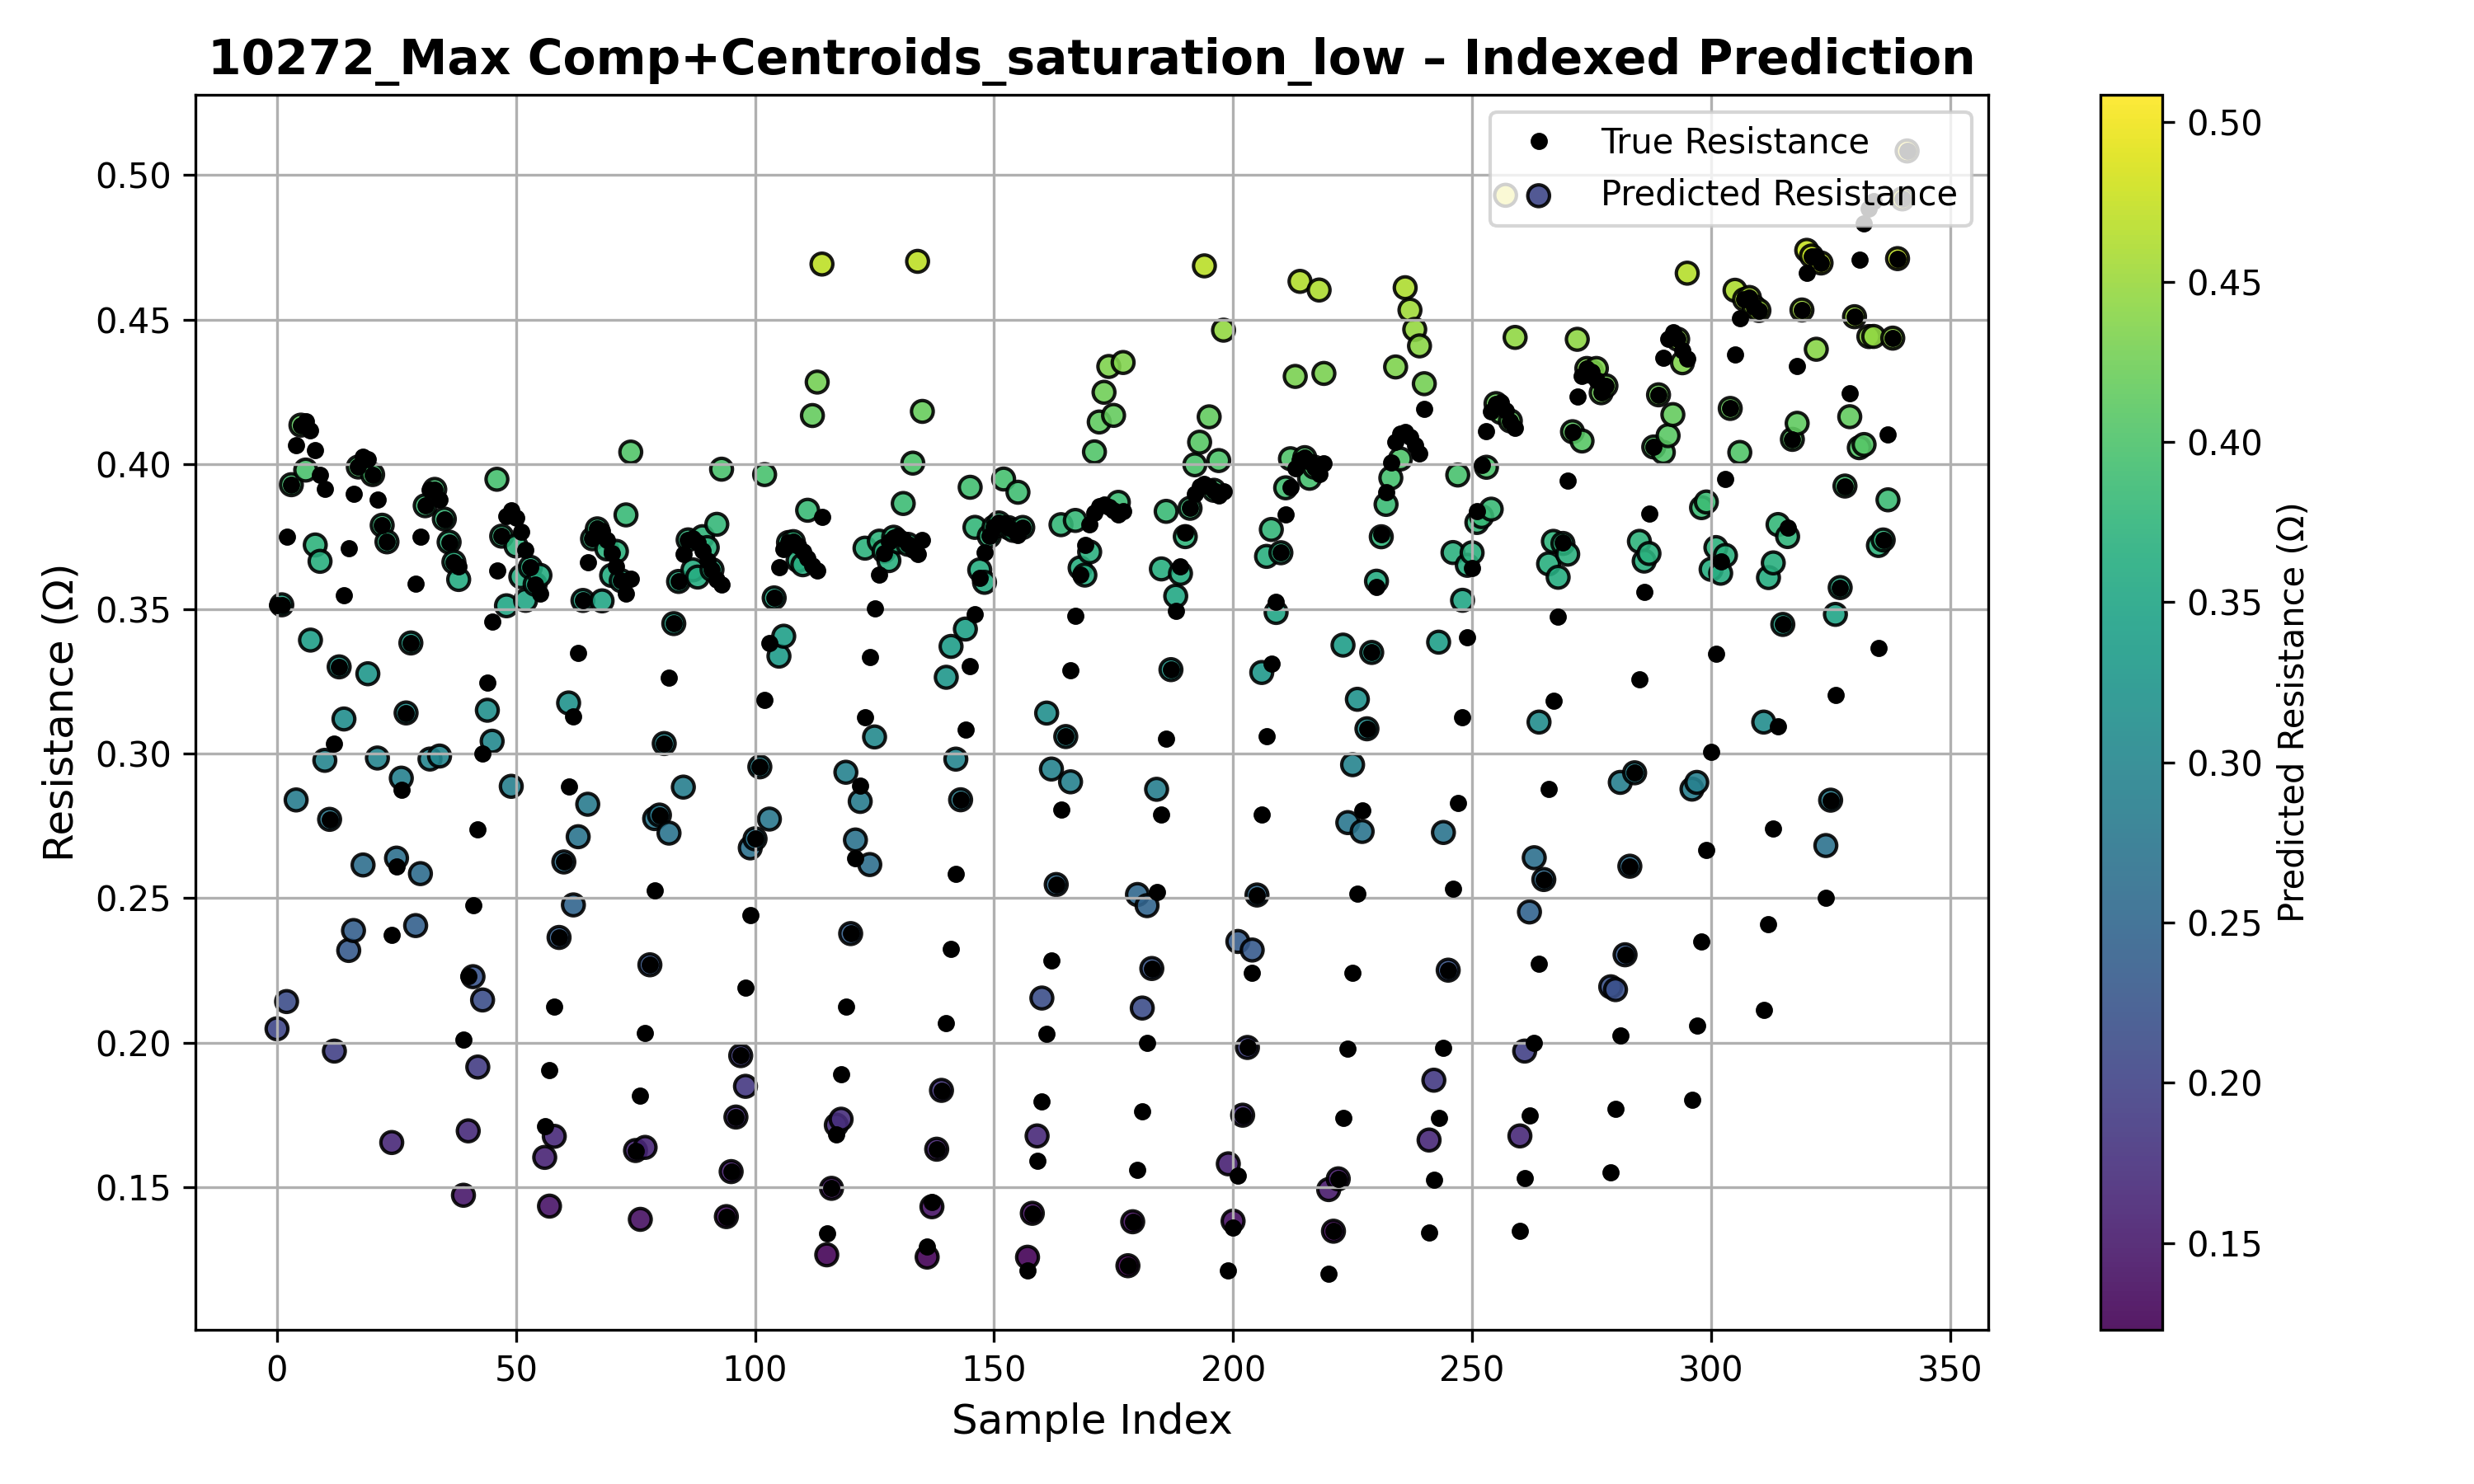 10272_Max Comp+Centroids_saturation_low – Indexed Prediction
True Resistance
Predicted Resistance
Resistance (Ω)
0.50
0.45
0.40
0.35
0.30
0.25
0.20
0.15
0 50 100 150 200 250 300 350
Sample Index
0.50
0.45
0.40
0.35
0.30
0.25
0.20
0.15
Predicted Resistance (Ω)